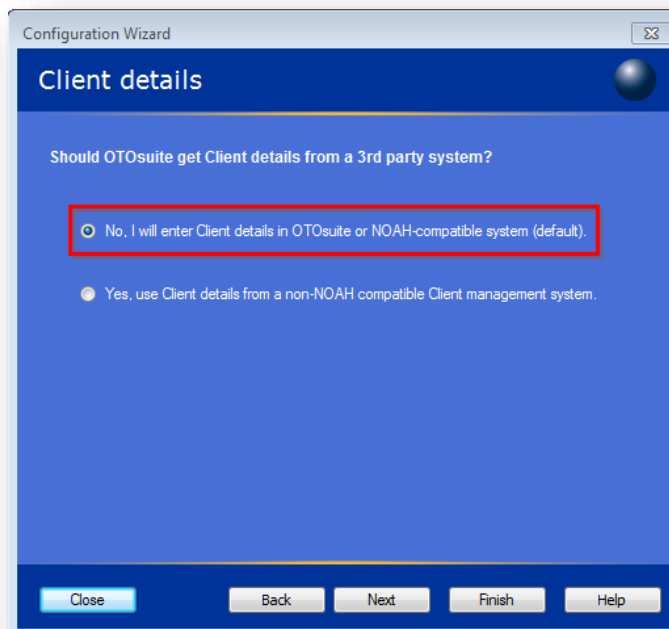 Configuration Wizard
Client details
Should OTOsuite get Client details from a 3rd party system?
No, I will enter Client details in OTOsuite or NOAH-compatible system (default).
Yes, use Client details from a non-NOAH compatible Client management system.
Close Back Next Finish Help